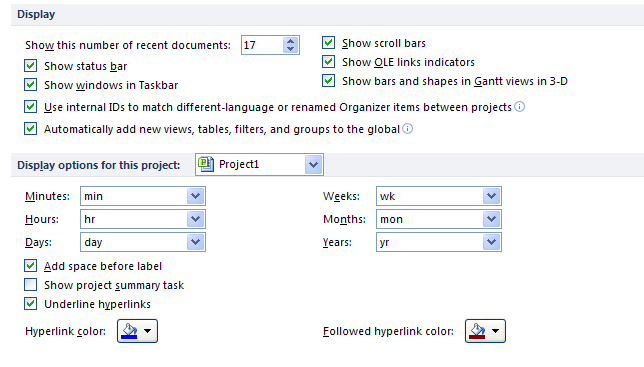 Display
Show this number of recent documents: 17
Show scroll bars
Show status bar
Show OLE links indicators
Show windows in Taskbar
Show bars and shapes in Gantt views in 3-D
Use internal IDs to match different-language or renamed Organizer items between projects
Automatically add new views, tables, filters, and groups to the global
Display options for this project: Project1
Minutes: min
Weeks: wk
Hours: hr
Months: mon
Days: day
Years: yr
Add space before label
Show project summary task
Underline hyperlinks
Hyperlink color:
Followed hyperlink color: